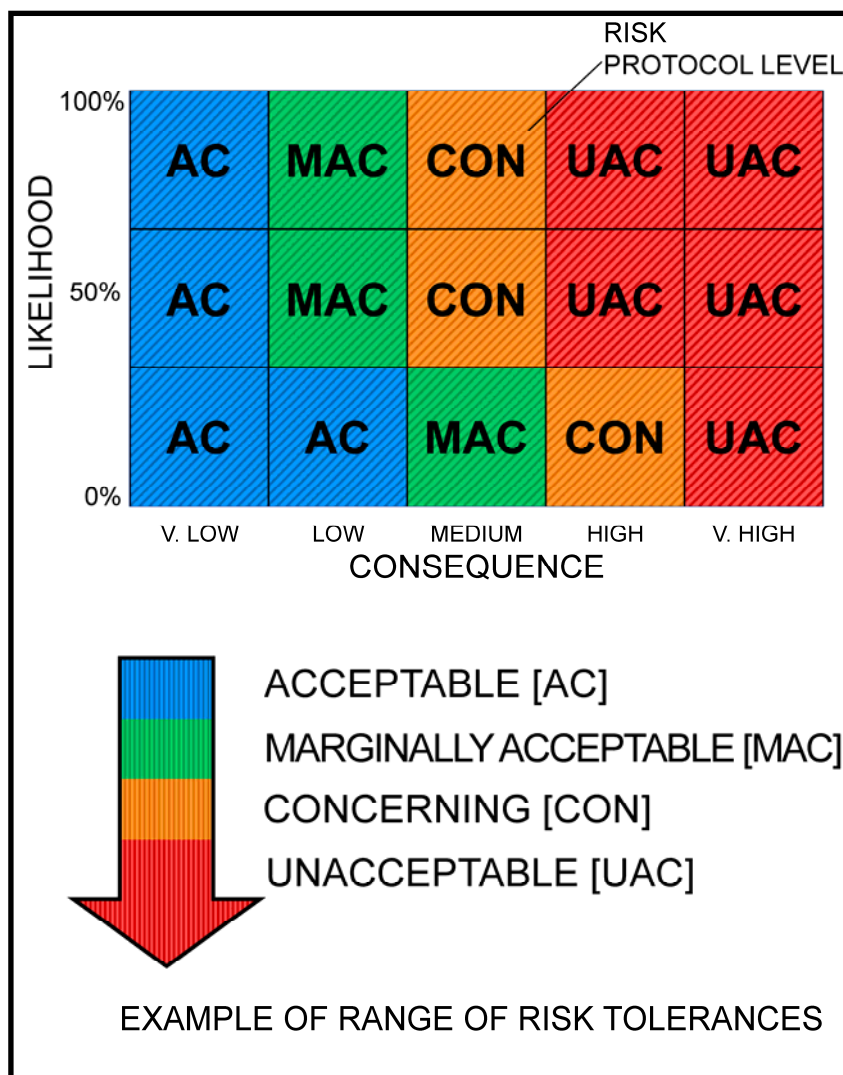 RISK
PROTOCOL LEVEL
100%
AC MAC CON UAC UAC
LIKELIHOOD
50%
AC MAC CON UAC UAC
AC AC MAC CON UAC
0%
V. LOW LOW MEDIUM HIGH V. HIGH
CONSEQUENCE
ACCEPTABLE [AC]
MARGINALLY ACCEPTABLE [MAC]
CONCERNING [CON]
UNACCEPTABLE [UAC]
EXAMPLE OF RANGE OF RISK TOLERANCES